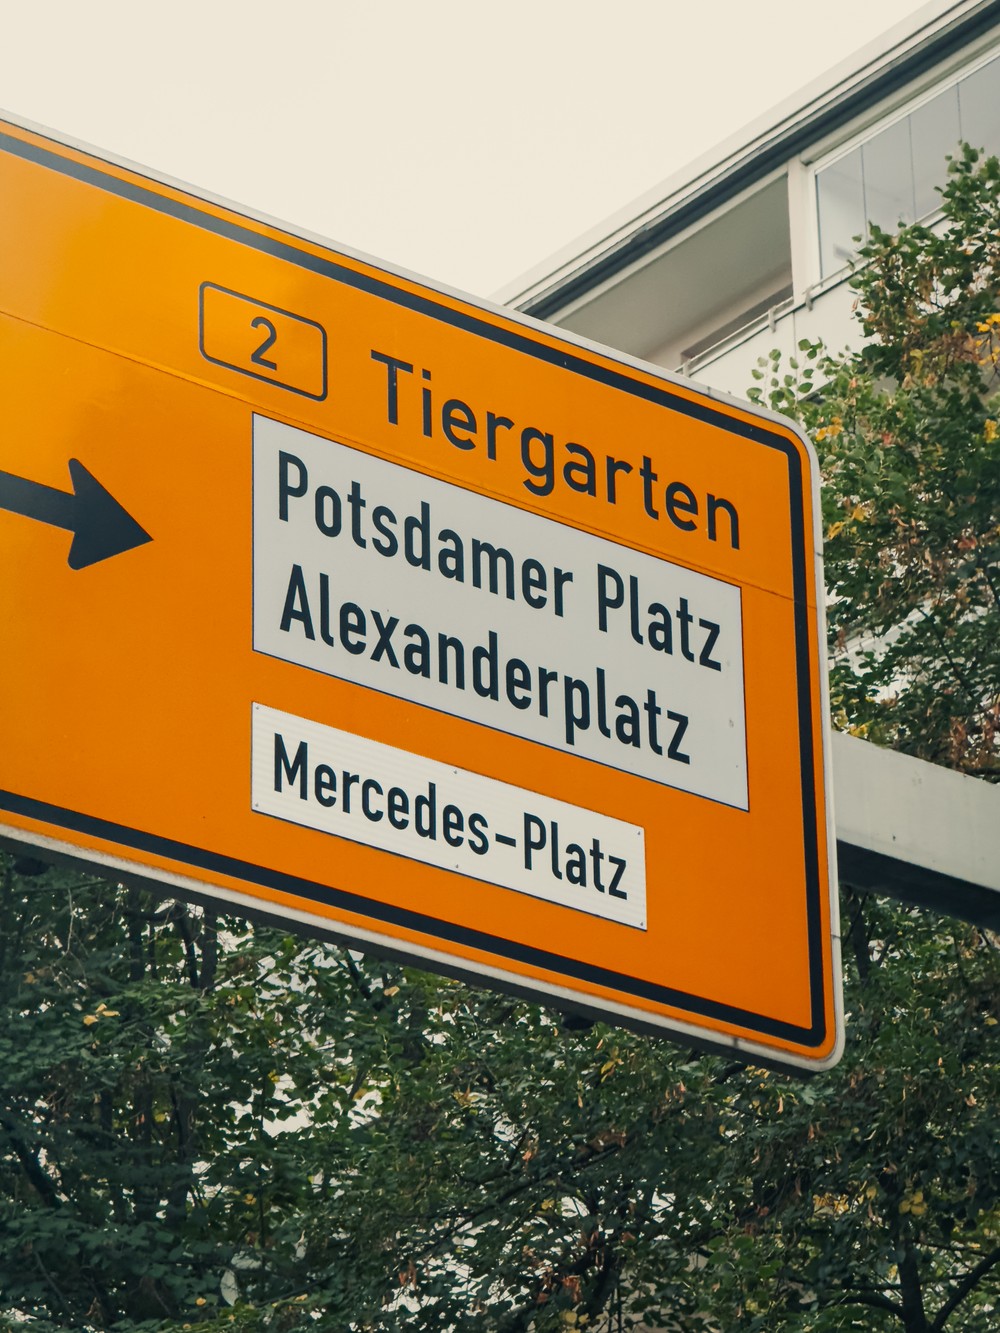 2 Tiergarten
Potsdamer Platz
Alexanderplatz
Mercedes-Platz